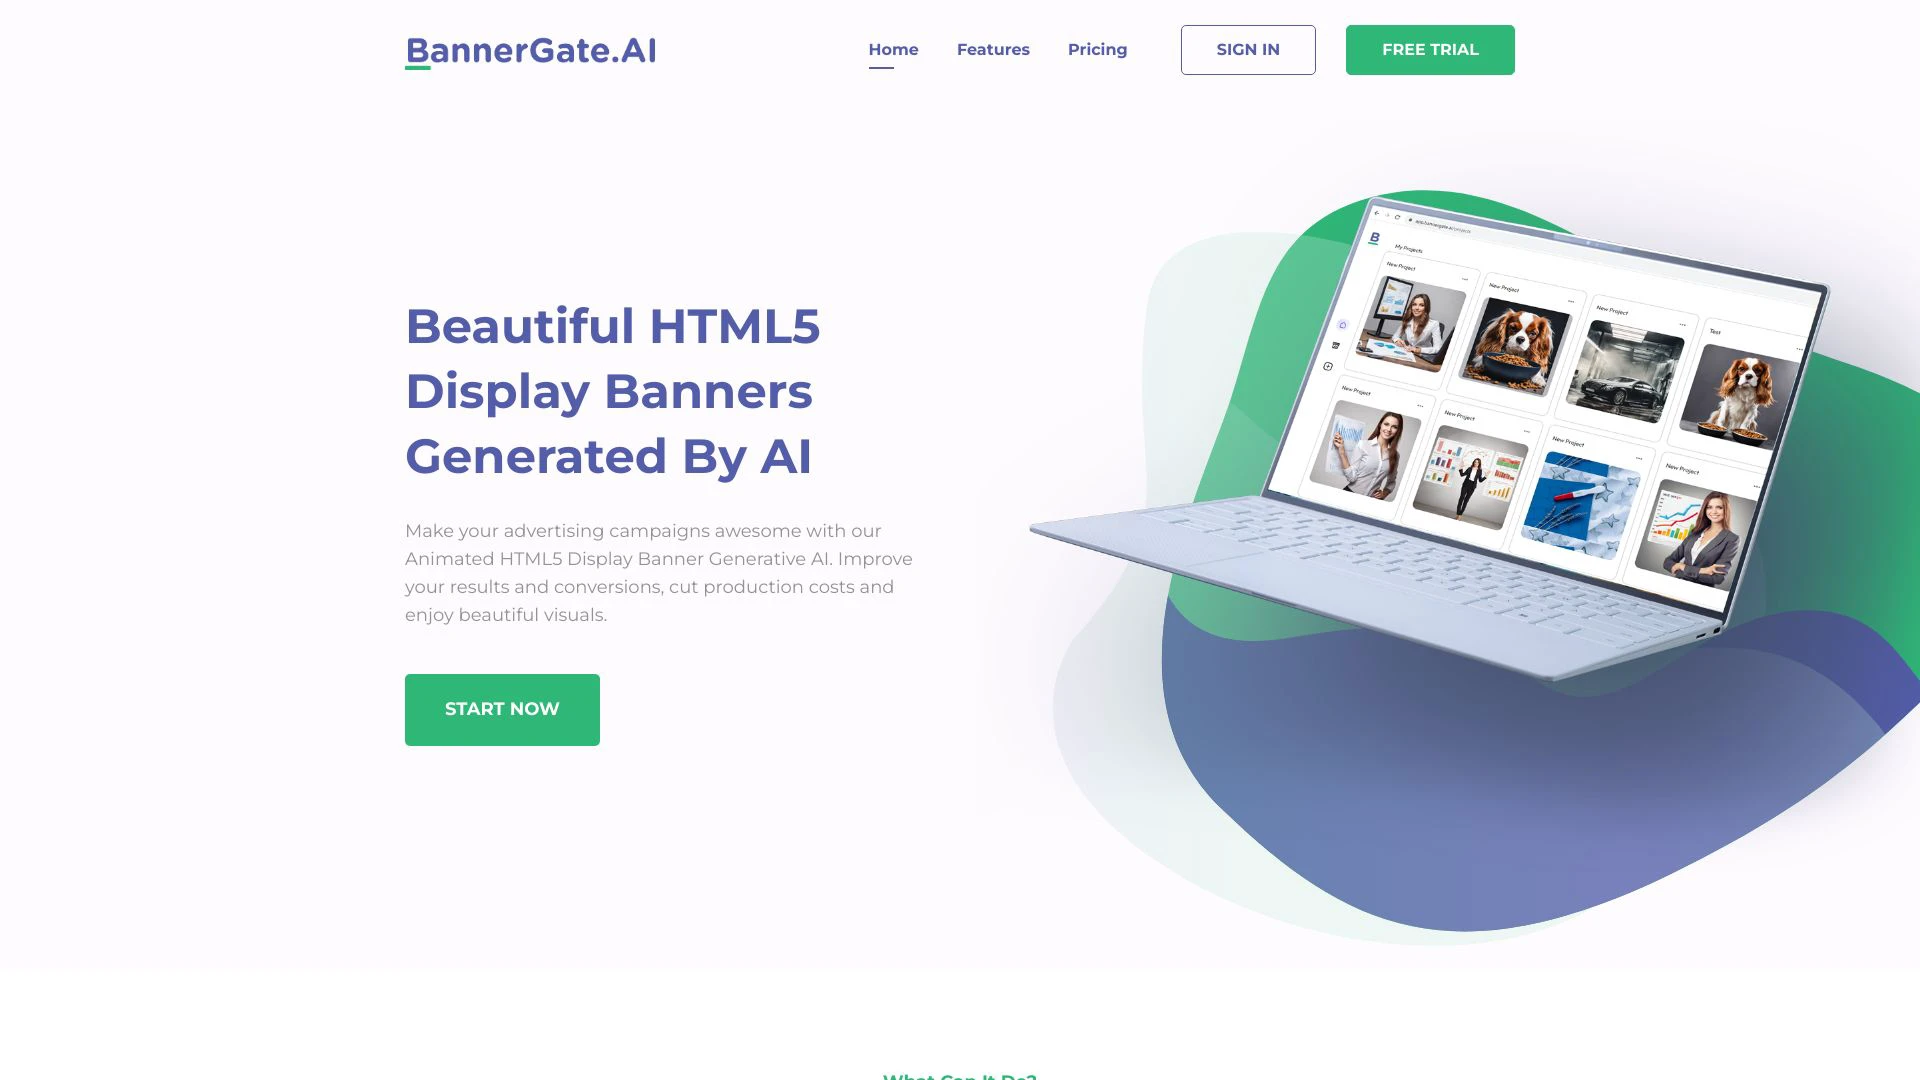 BannerGate.AI
Home
Features
Pricing
SIGN IN
FREE TRIAL
Beautiful HTML5
Display Banners
Generated By AI
Make your advertising campaigns awesome with our
Animated HTML5 Display Banner Generative AI. Improve
your results and conversions, cut production costs and
enjoy beautiful visuals.
START NOW
B
My Projects
New Project
New Project
New Project
Test
New Project
New Project
New Project
New Project
What Can It Do?